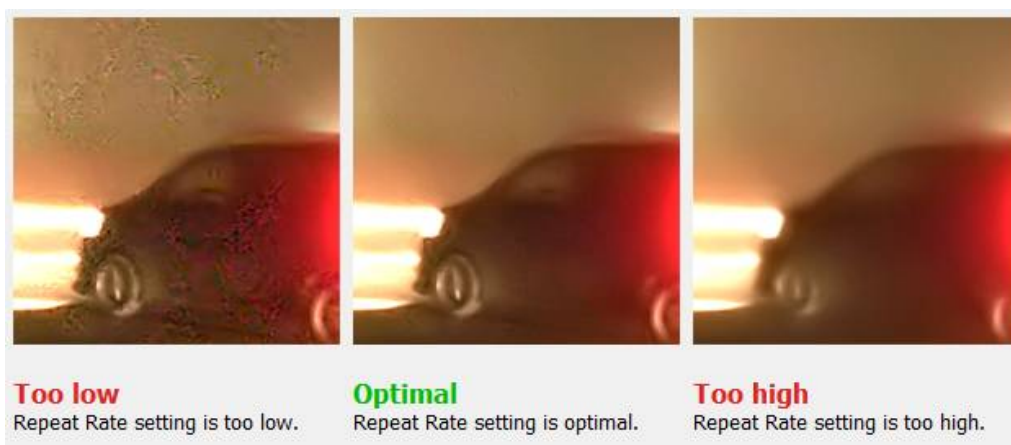 Too low
Repeat Rate setting is too low.
Optimal
Repeat Rate setting is optimal.
Too high
Repeat Rate setting is too high.